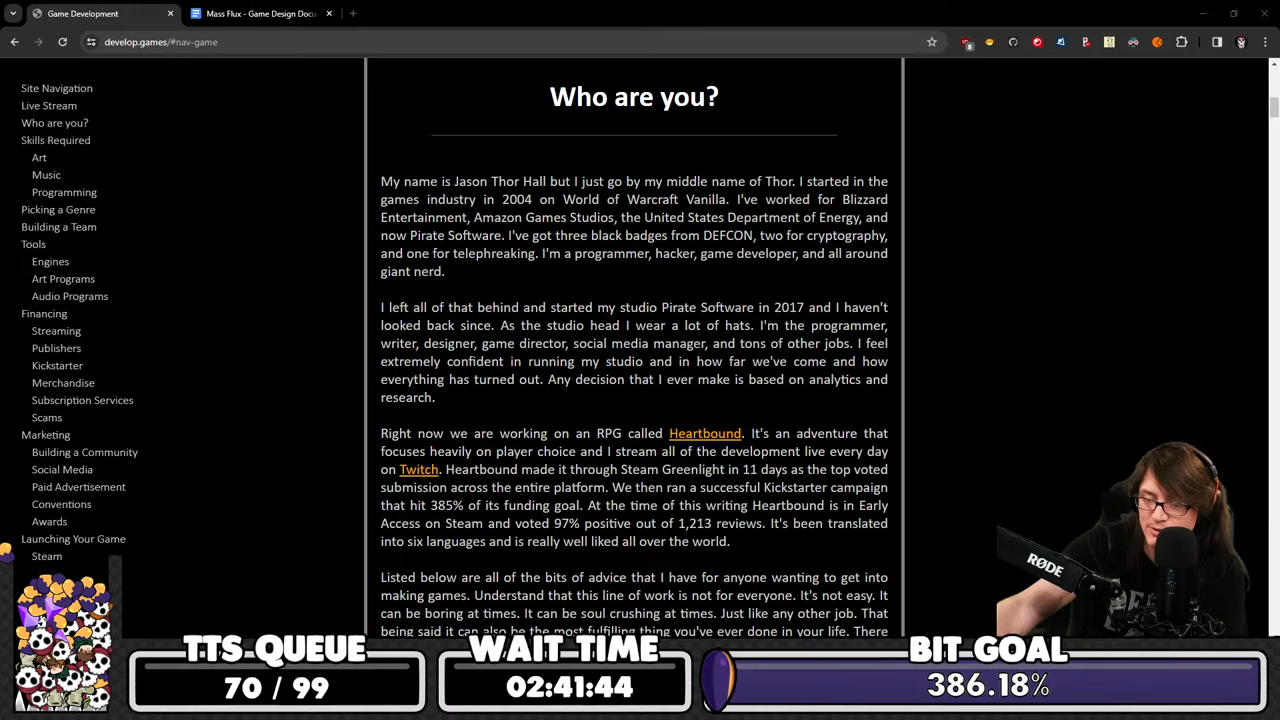 Game Development
Mass Flux - Game Design Docu
develop.games/#nav-game
Site Navigation
Live Stream
Who are you?
Skills Required
Art
Music
Programming
Picking a Genre
Building a Team
Tools
Engines
Art Programs
Audio Programs
Financing
Streaming
Publishers
Kickstarter
Merchandise
Subscription Services
Scams
Marketing
Building a Community
Social Media
Paid Advertisement
Conventions
Awards
Launching Your Game
Steam
Who are you?
My name is Jason Thor Hall but I just go by my middle name of Thor. I started in the
games industry in 2004 on World of Warcraft Vanilla. I've worked for Blizzard
Entertainment, Amazon Games Studios, the United States Department of Energy, and
now Pirate Software. I've got three black badges from DEFCON, two for cryptography,
and one for telephreaking. I'm a programmer, hacker, game developer, and all around
giant nerd.
I left all of that behind and started my studio Pirate Software in 2017 and I haven't
looked back since. As the studio head I wear a lot of hats. I'm the programmer,
writer, designer, game director, social media manager, and tons of other jobs. I feel
extremely confident in running my studio and in how far we've come and how
everything has turned out. Any decision that I ever make is based on analytics and
research.
Right now we are working on an RPG called Heartbound. It's an adventure that
focuses heavily on player choice and I stream all of the development live every day
on Twitch. Heartbound made it through Steam Greenlight in 11 days as the top voted
submission across the entire platform. We then ran a successful Kickstarter campaign
that hit 385% of its funding goal. At the time of this writing Heartbound is in Early
Access on Steam and voted 97% positive out of 1,213 reviews. It's been translated
into six languages and is really well liked all over the world.
Listed below are all of the bits of advice that I have for anyone wanting to get into
making games. Understand that this line of work is not for everyone. It's not easy. It
can be boring at times. It can be soul crushing at times. Just like any other job. That
being said it can also be the most fulfilling thing you've ever done in your life. There
RØDE
TTS QUEUE
70 / 99
WAIT TIME
02:41:44
BIT GOAL
386.18%